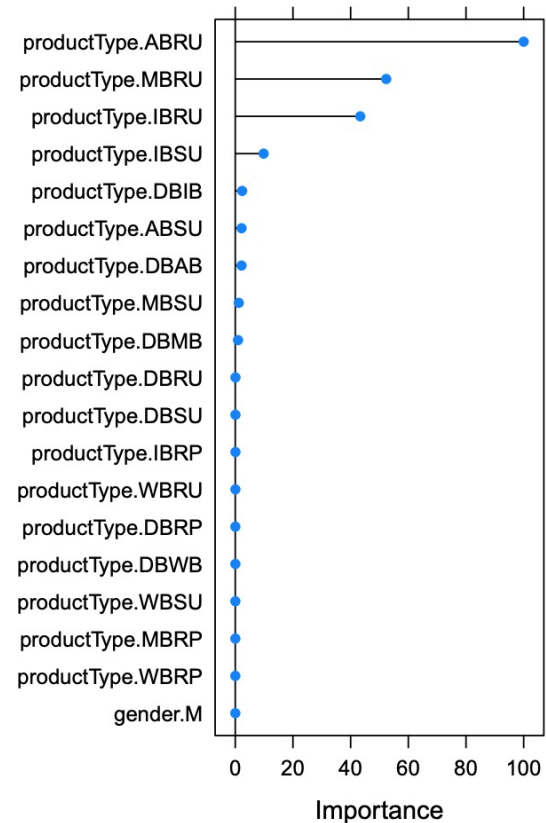 productType.ABRU
productType.MBRU
productType.IBRU
productType.IBSU
productType.DBIB
productType.ABSU
productType.DBAB
productType.MBSU
productType.DBMB
productType.DBRU
productType.DBSU
productType.IBRP
productType.WBRU
productType.DBRP
productType.DBWB
productType.WBSU
productType.MBRP
productType.WBRP
gender.M
0 20 40 60 80 100
Importance